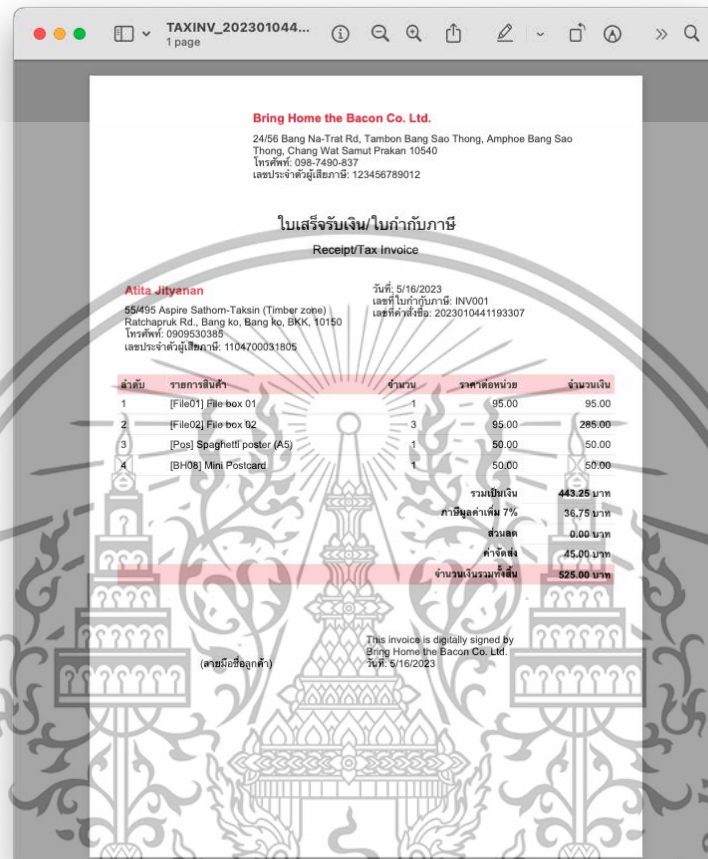 TAXINV_202301044...
1 page
Bring Home the Bacon Co. Ltd.
24/56 Bang Na-Trat Rd, Tambon Bang Sao Thong, Amphoe Bang Sao
Thong, Chang Wat Samut Prakan 10540
โทรศัพท์: 098-7490-837
เลขประจำตัวผู้เสียภาษี: 123456789012
ใบเสร็จรับเงิน/ใบกำกับภาษี
Receipt/Tax Invoice
Atita Jityanan
55/495 Aspire Sathorn-Taksin (Timber zone)
Ratchapruk Rd., Bang ko, Bang ko, BKK, 10150
โทรศัพท์: 0909530385
เลขประจำตัวผู้เสียภาษี: 1104700031805
วันที่: 5/16/2023
เลขที่ใบกำกับภาษี: INV001
เลขที่คำสั่งซื้อ: 2023010441193307
ลำดับ รายการสินค้า จำนวน ราคาต่อหน่วย จำนวนเงิน
1 [File01] File box 01 1 95.00 95.00
2 [File02] File box 02 3 95.00 285.00
3 [Pos] Spaghetti poster (A5) 1 50.00 50.00
4 [BH08] Mini Postcard 1 50.00 50.00
รวมเป็นเงิน 443.25 บาท
ภาษีมูลค่าเพิ่ม 7% 36.75 บาท
ส่วนลด 0.00 บาท
ค่าจัดส่ง 45.00 บาท
จำนวนเงินรวมทั้งสิ้น 525.00 บาท
(ลายมือชื่อลูกค้า)
This invoice is digitally signed by
Bring Home the Bacon Co. Ltd.
วันที่: 5/16/2023